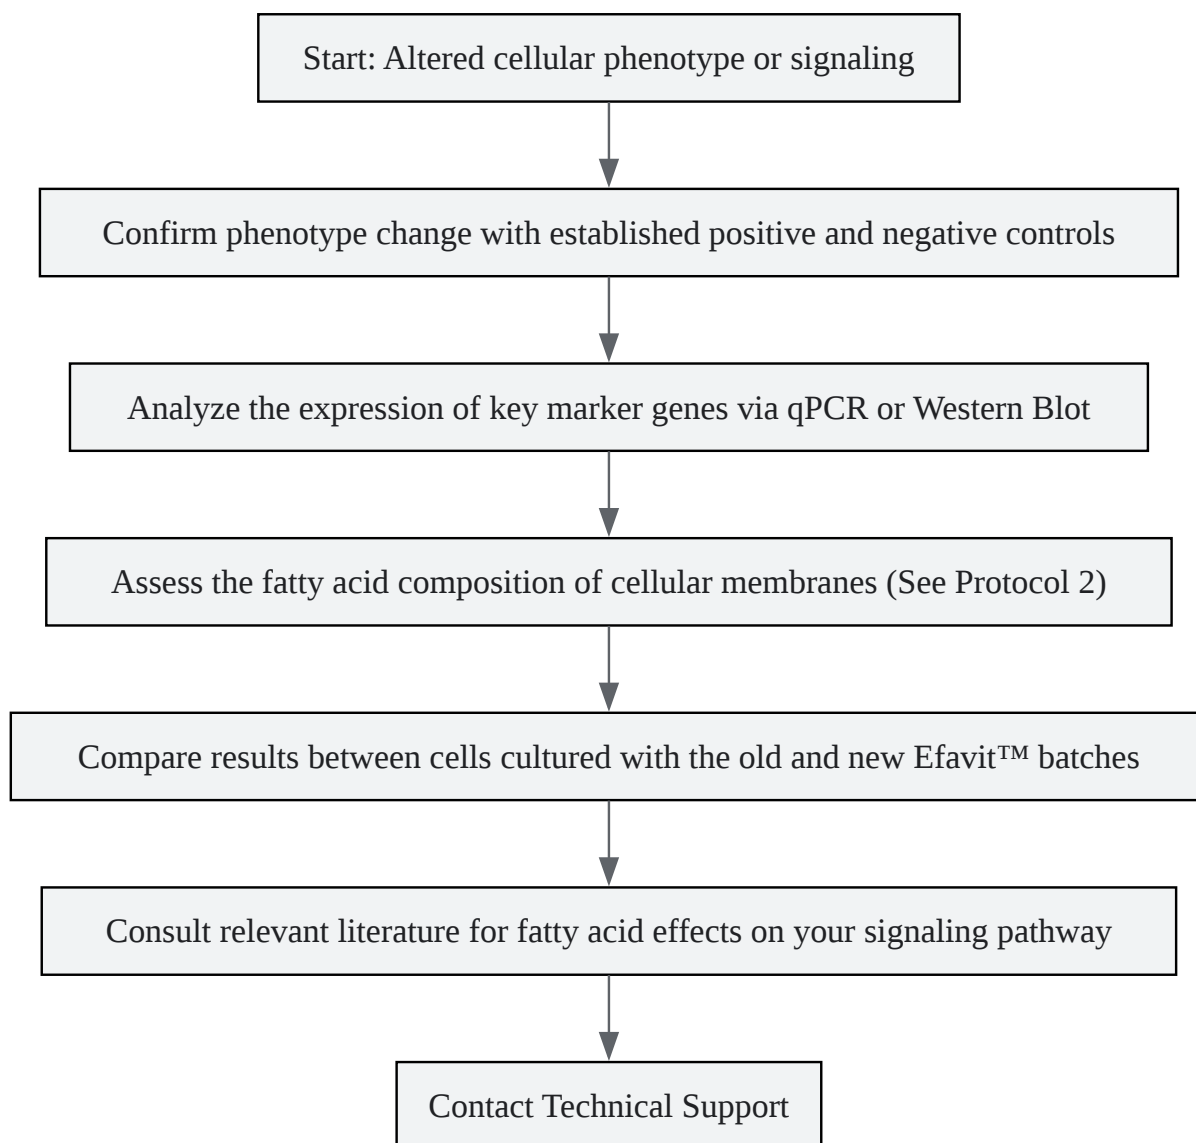 Start: Altered cellular phenotype or signaling
Confirm phenotype change with established positive and negative controls
Analyze the expression of key marker genes via qPCR or Western Blot
Assess the fatty acid composition of cellular membranes (See Protocol 2)
Compare results between cells cultured with the old and new Efavit™ batches
Consult relevant literature for fatty acid effects on your signaling pathway
Contact Technical Support